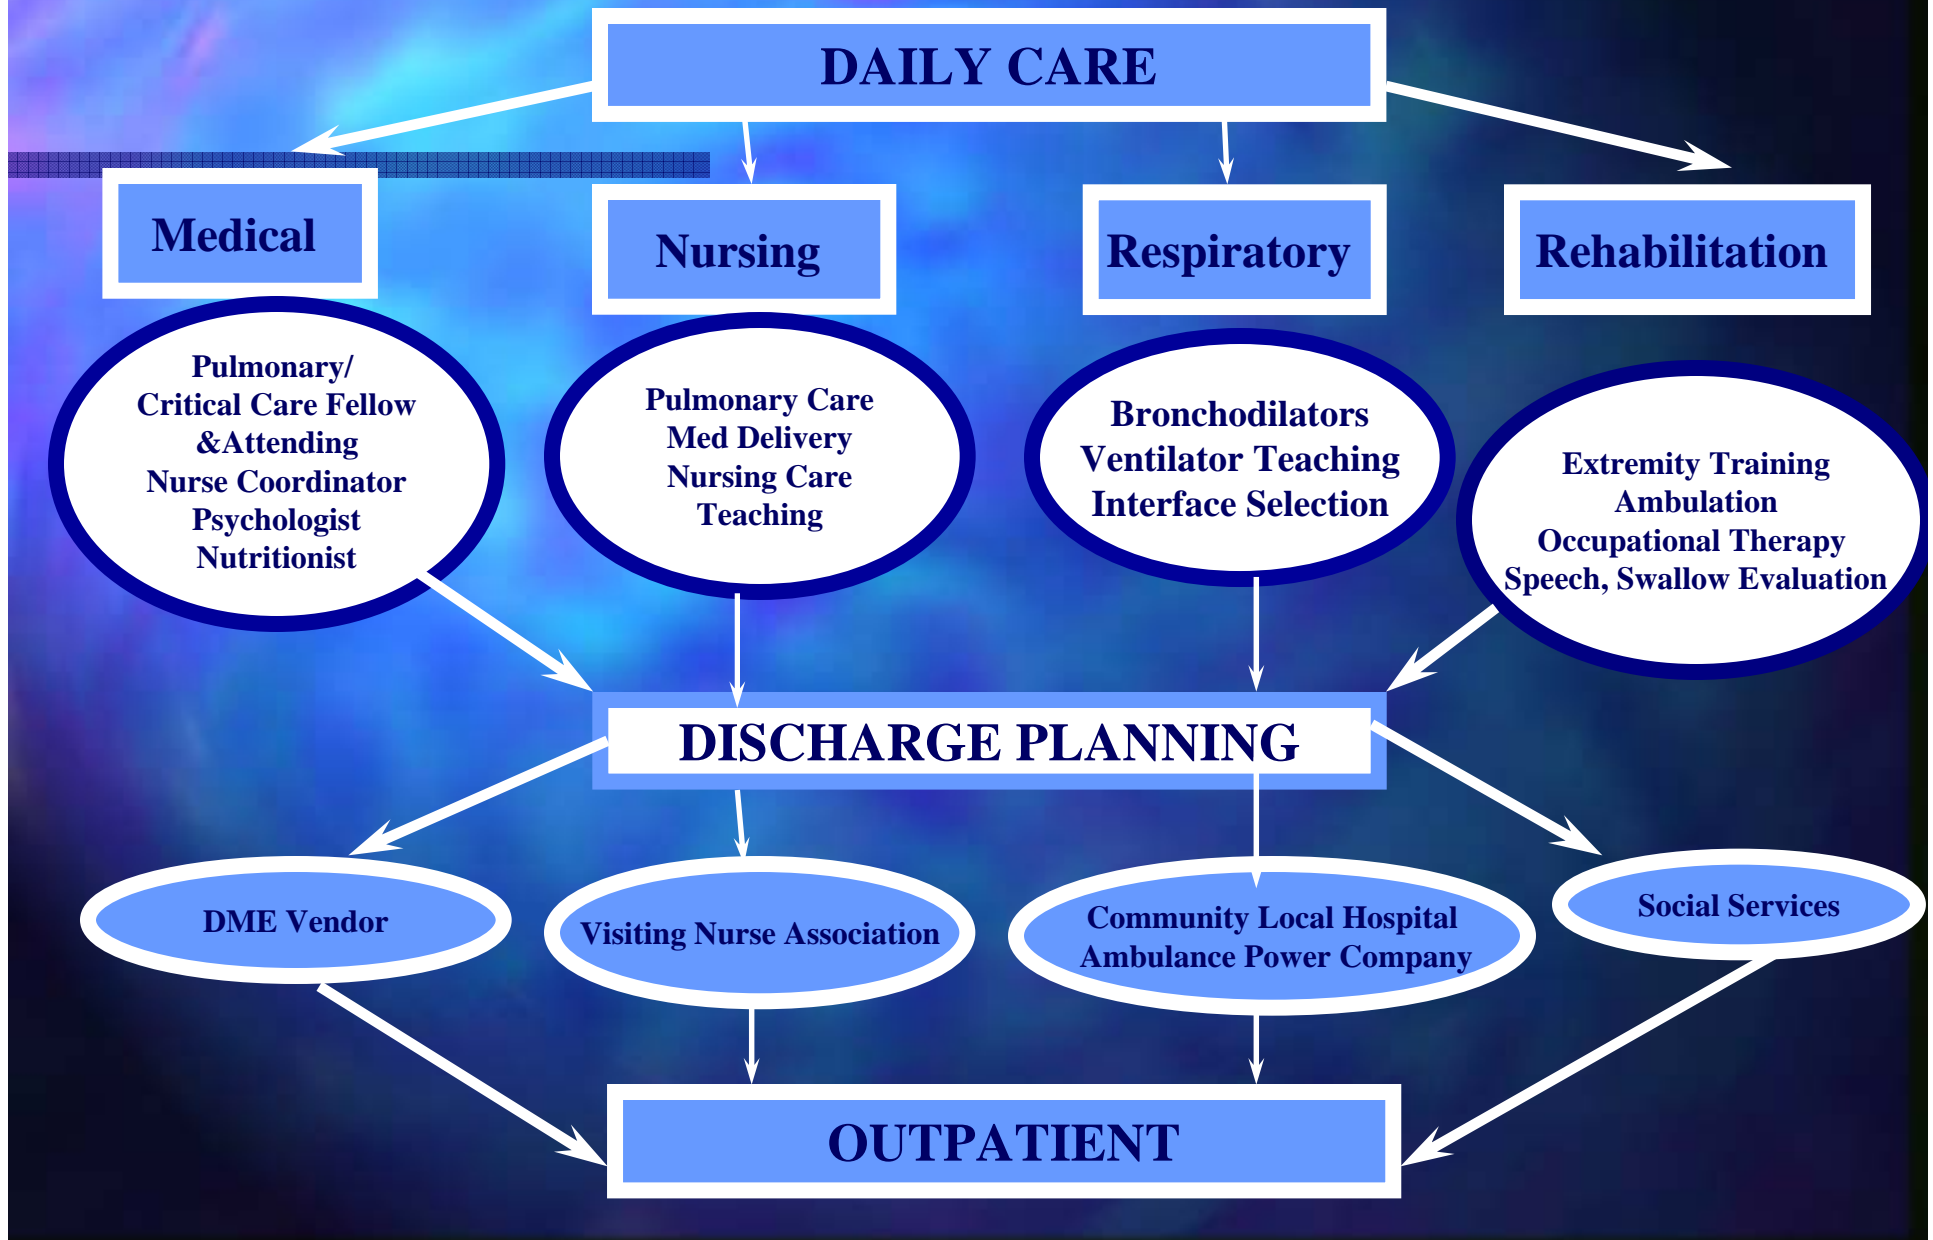 DAILY CARE
Medical
Nursing
Respiratory
Rehabilitation
Pulmonary/
Critical Care Fellow
&Attending
Nurse Coordinator
Psychologist
Nutritionist
Pulmonary Care
Med Delivery
Nursing Care
Teaching
Bronchodilators
Ventilator Teaching
Interface Selection
Extremity Training
Ambulation
Occupational Therapy
Speech, Swallow Evaluation
DISCHARGE PLANNING
DME Vendor
Visiting Nurse Association
Community Local Hospital
Ambulance Power Company
Social Services
OUTPATIENT